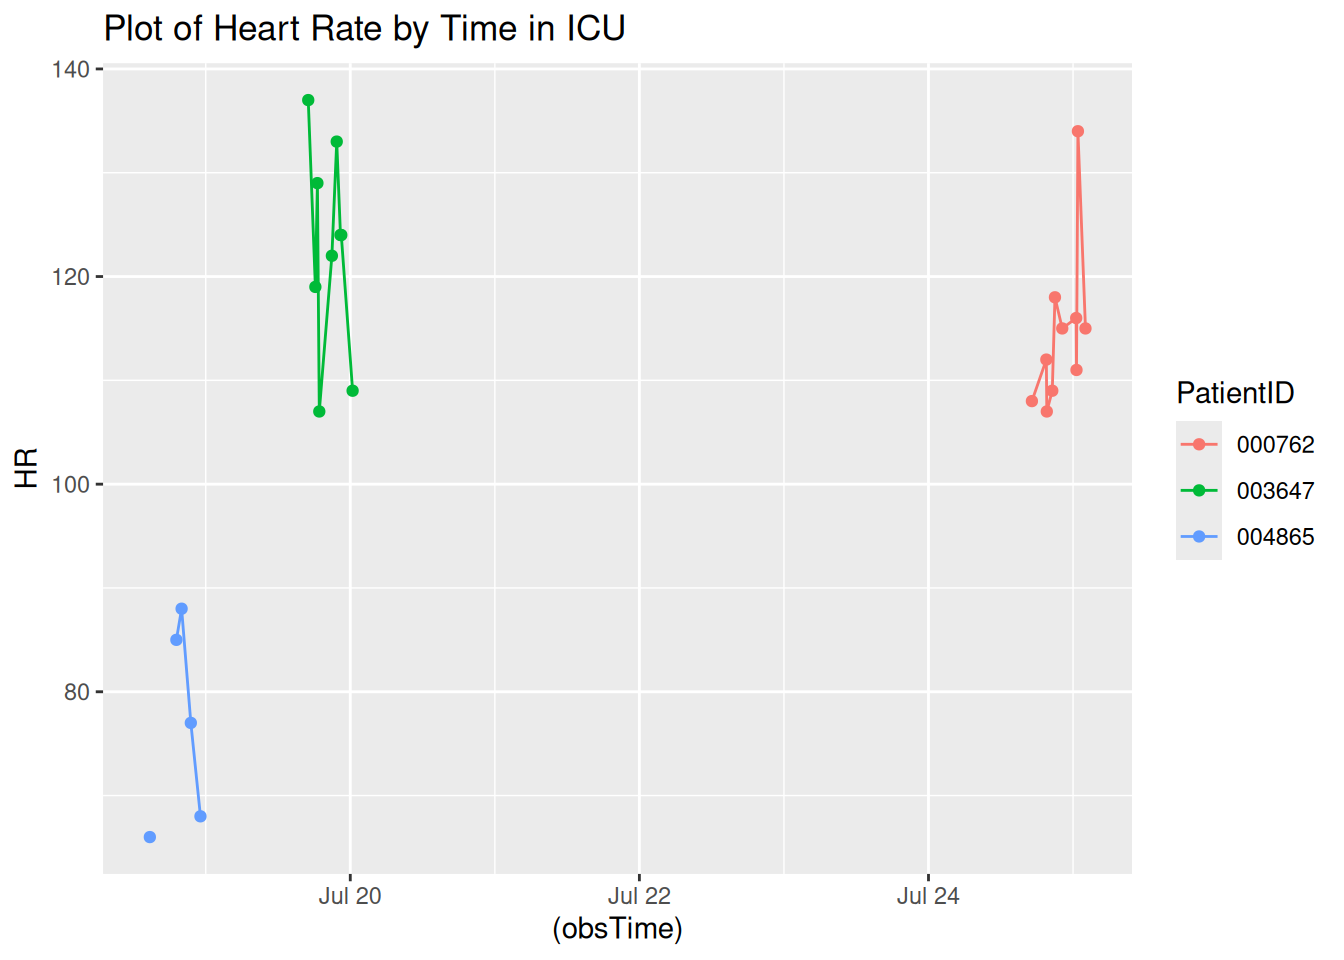 Plot of Heart Rate by Time in ICU
140
120
100
80
HR
Jul 20
Jul 22
Jul 24
(obsTime)
PatientID
000762
003647
004865